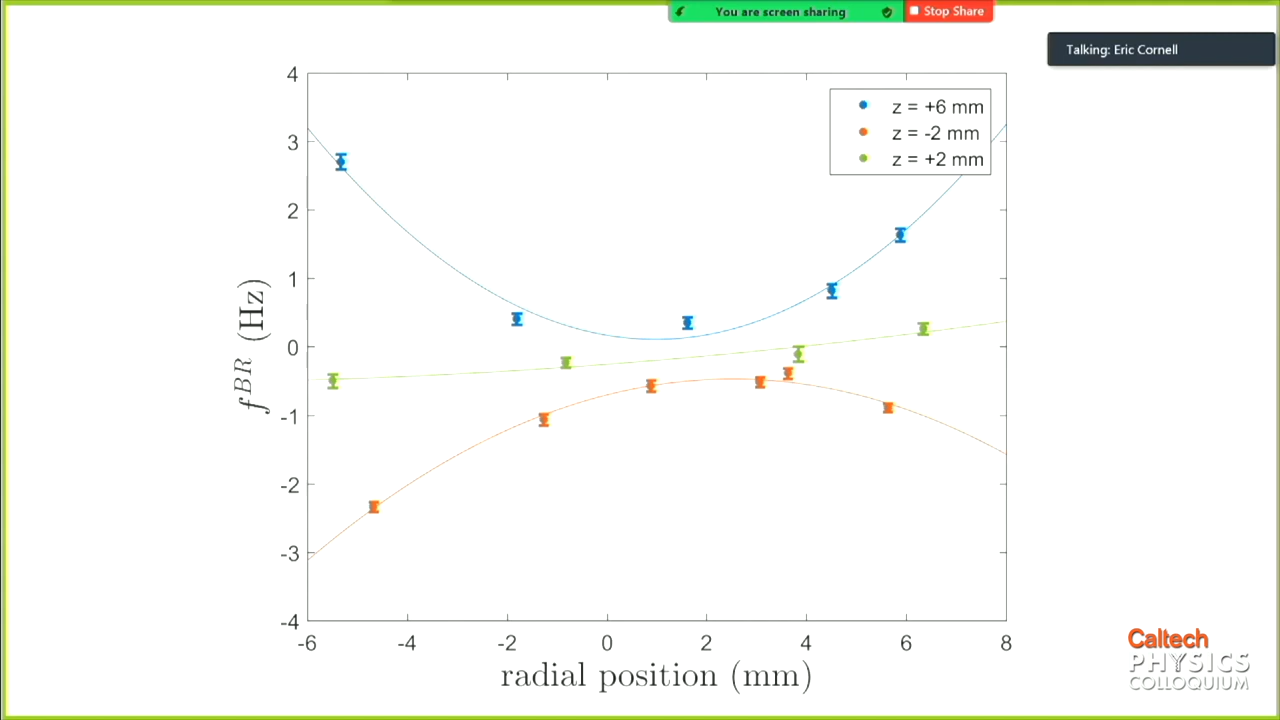 You are screen sharing
Stop Share
Talking: Eric Cornell
z = +6 mm
z = -2 mm
z = +2 mm
4
3
2
1
0
-1
-2
-3
-4
f^{BR} (Hz)
-6 -4 -2 0 2 4 6 8
radial position (mm)
Caltech
PHYSICS
COLLOQUIUM